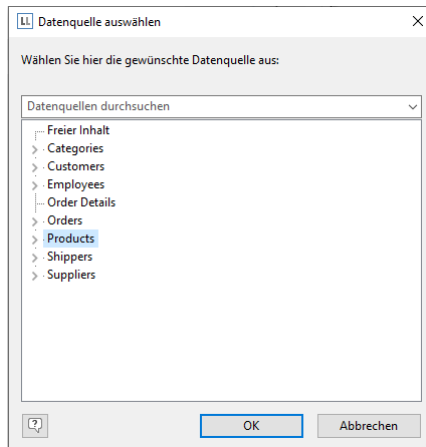 LL Datenquelle auswählen
Wählen Sie hier die gewünschte Datenquelle aus:
Datenquellen durchsuchen
Freier Inhalt
Categories
Customers
Employees
Order Details
Orders
Products
Shippers
Suppliers
?
OK
Abbrechen